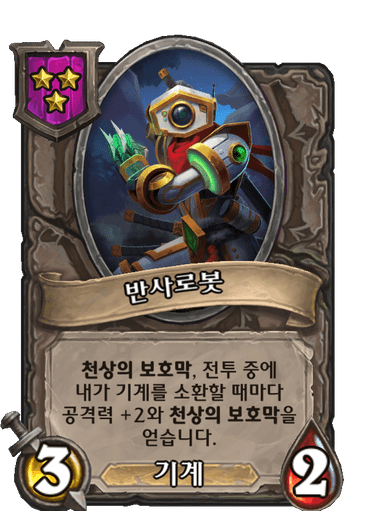 반사로봇
천상의 보호막, 전투 중에
내가 기계를 소환할 때마다
공격력 +2와 천상의 보호막을
얻습니다.
3
기계
2